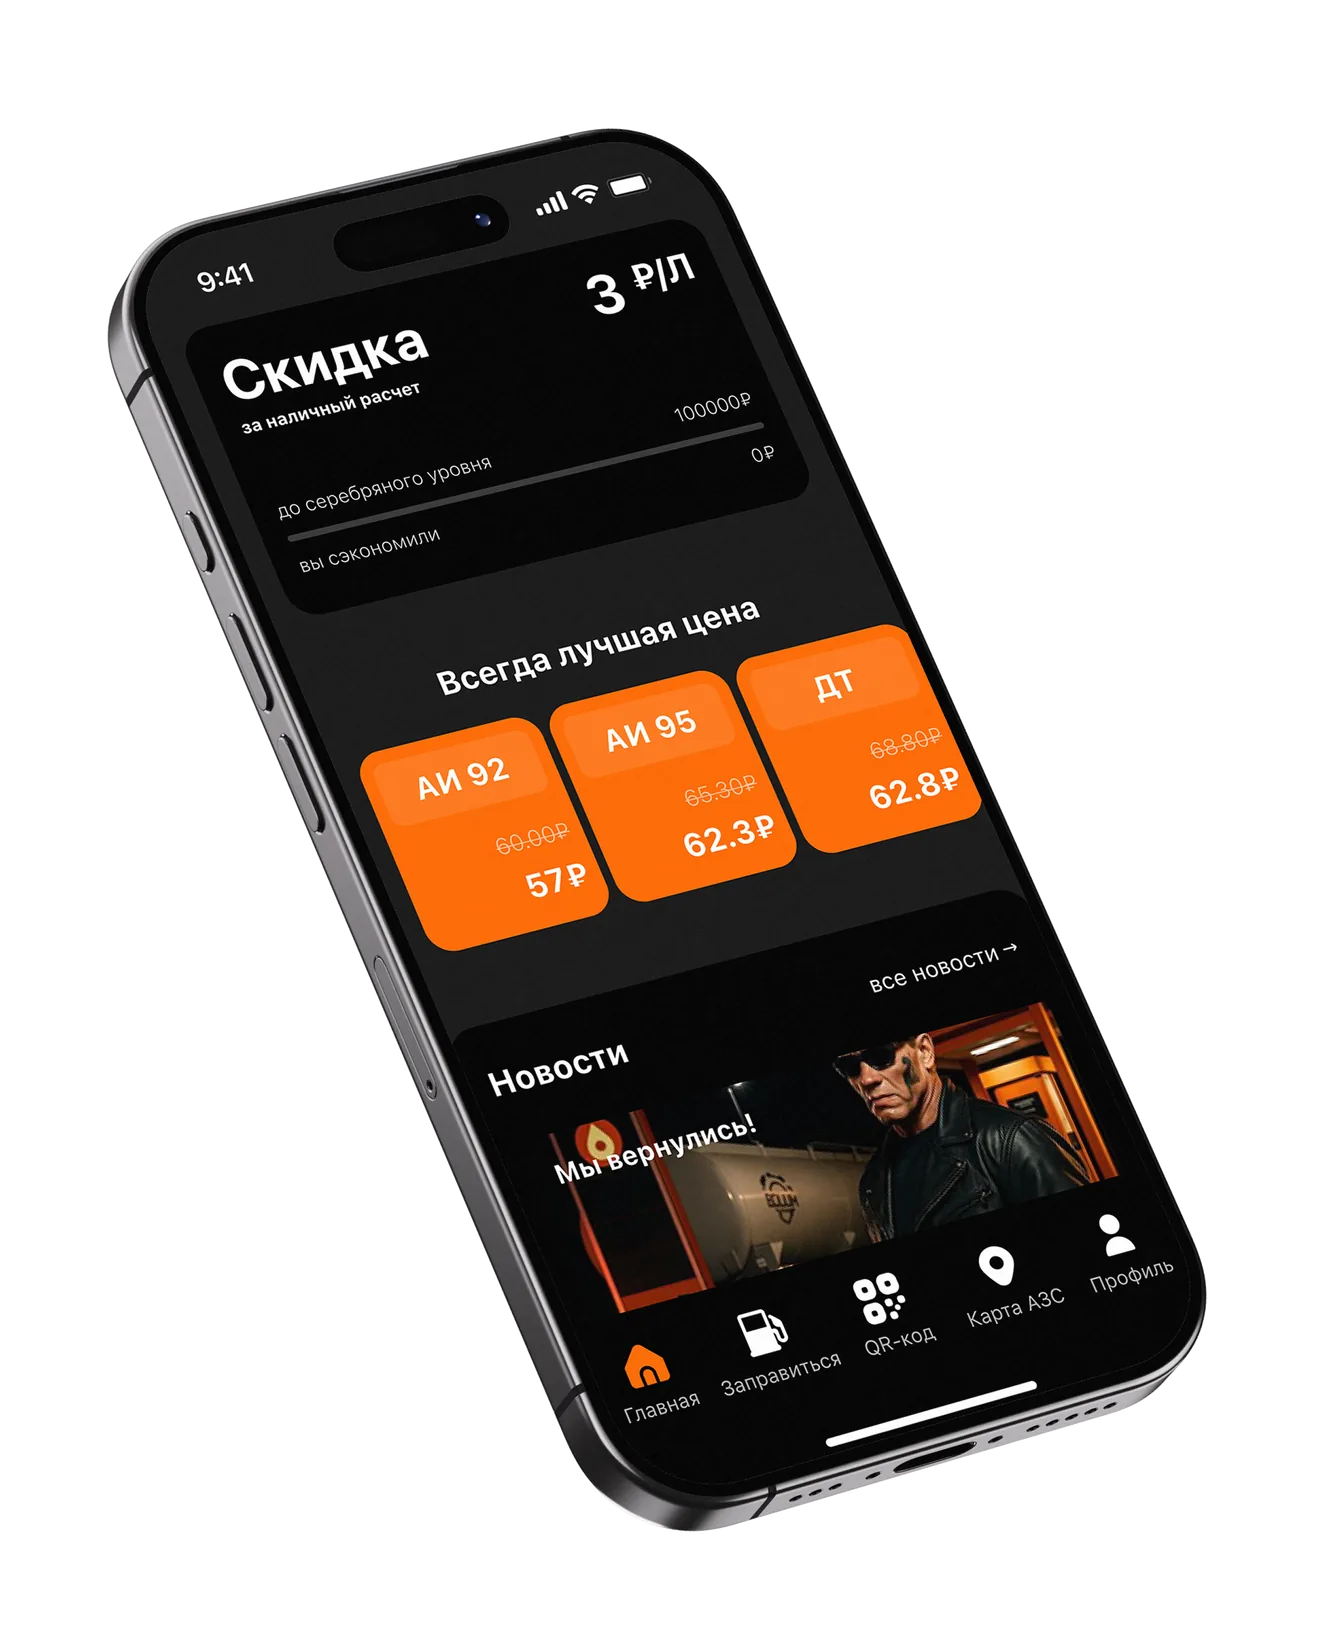 9:41
Скидка
3 ₽/Л
за наличный расчет
до серебряного уровня
100000₽
вы сэкономили
0₽
Всегда лучшая цена
АИ 92
60.00₽
57₽
АИ 95
65.30₽
62.3₽
ДТ
68.80₽
62.8₽
Новости
все новости →
Мы вернулись!
Главная
Заправиться
QR-код
Карта АЗС
Профиль